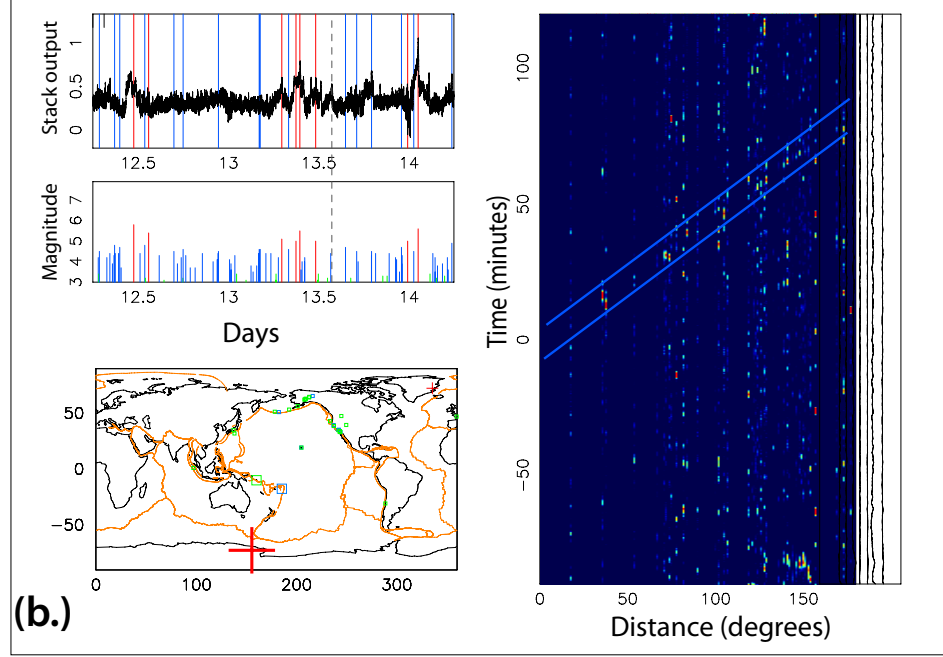 Stack output
1
0.5
0
12.5 13 13.5 14
Magnitude
7
6
5
4
3
12.5 13 13.5 14
Days
50
0
−50
0 100 200 300
(b.)
Time (minutes)
100
50
0
−50
0 50 100 150
Distance (degrees)